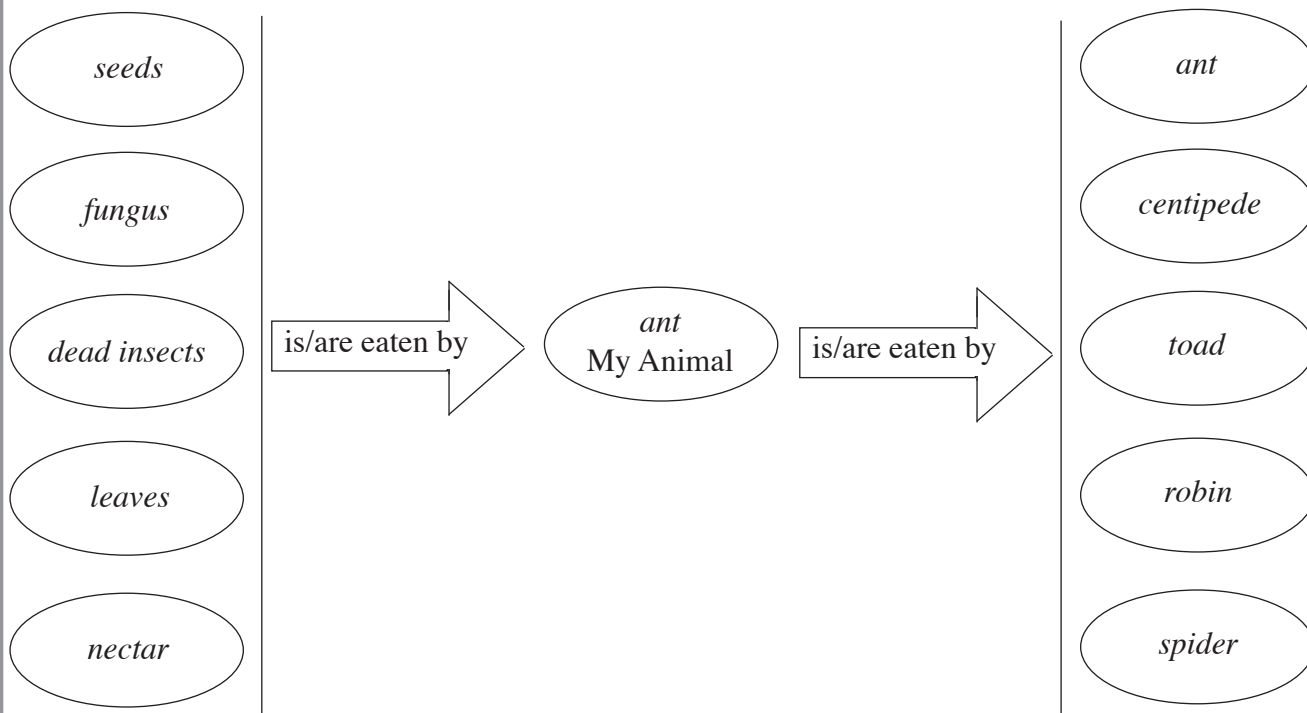 seeds
fungus
dead insects
leaves
nectar
is/are eaten by
ant
My Animal
is/are eaten by
ant
centipede
toad
robin
spider